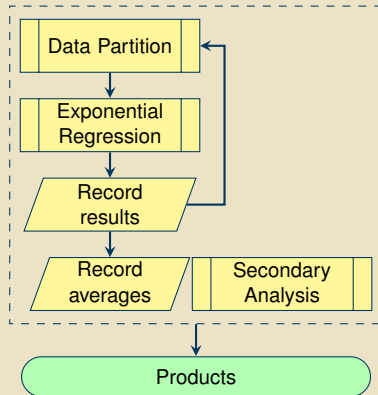 Data Partition
Exponential
Regression
Record
results
Record
averages
Secondary
Analysis
Products